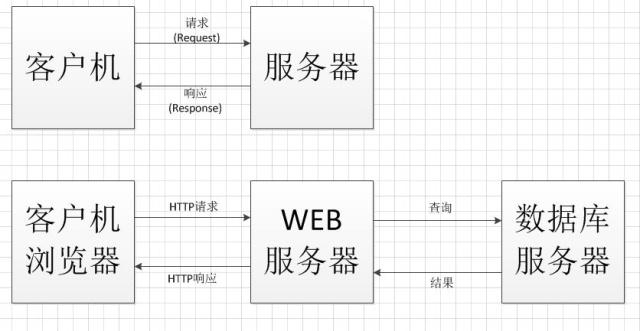 客户机
请求
(Request)
响应
(Response)
服务器
客户机
浏览器
HTTP请求
HTTP响应
WEB
服务器
查询
结果
数据库
服务器